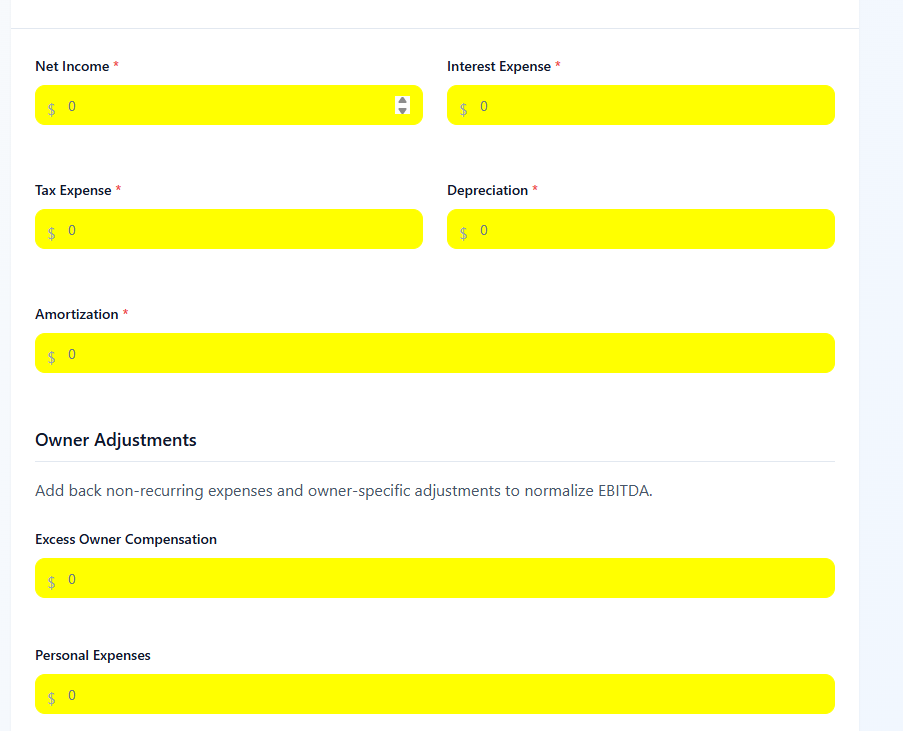 Net Income * Interest Expense *
$ 0 $ 0
Tax Expense * Depreciation *
$ 0 $ 0
Amortization *
$ 0
Owner Adjustments
Add back non-recurring expenses and owner-specific adjustments to normalize EBITDA.
Excess Owner Compensation
$ 0
Personal Expenses
$ 0